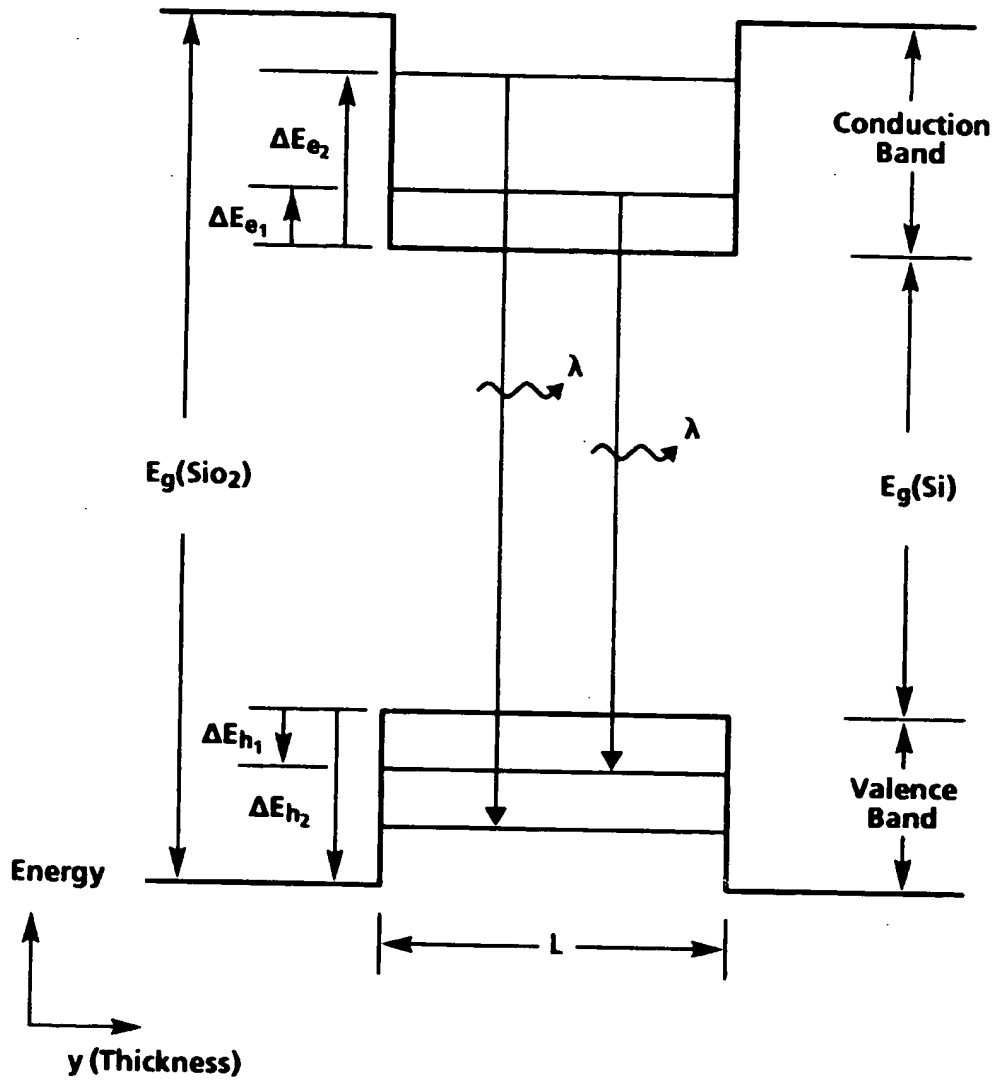 Conduction
Band
ΔEe₂
ΔEe₁
λ
λ
Eg(Sio₂)
Eg(Si)
ΔEh₁
ΔEh₂
Valence
Band
Energy
L
y (Thickness)